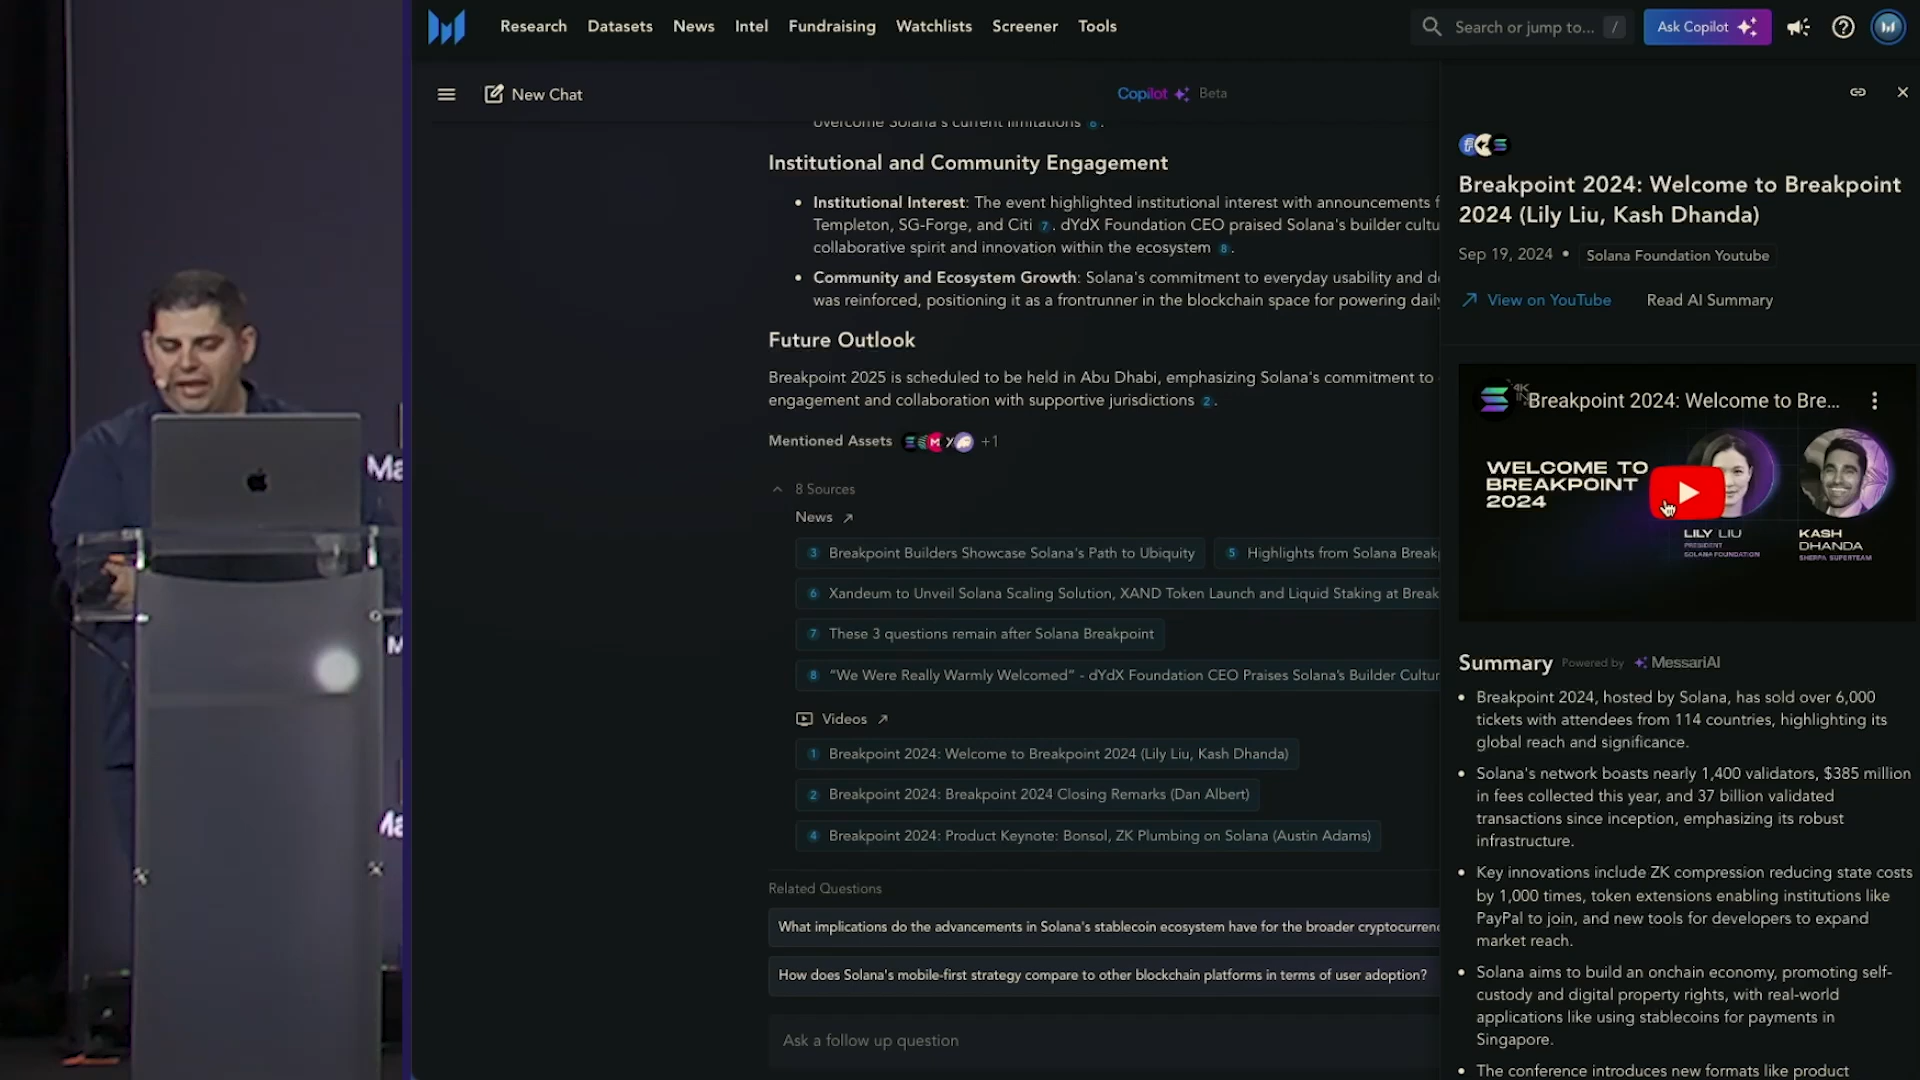 Research Datasets News Intel Fundraising Watchlists Screener Tools
Search or jump to... /
Ask Copilot
New Chat
Copilot Beta
overcome Solana's current limitations 6 .
Institutional and Community Engagement
• Institutional Interest: The event highlighted institutional interest with announcements f
Templeton, SG-Forge, and Citi 7 . dYdX Foundation CEO praised Solana's builder cultu
collaborative spirit and innovation within the ecosystem 8 .
• Community and Ecosystem Growth: Solana's commitment to everyday usability and d
was reinforced, positioning it as a frontrunner in the blockchain space for powering daily
Future Outlook
Breakpoint 2025 is scheduled to be held in Abu Dhabi, emphasizing Solana's commitment to
engagement and collaboration with supportive jurisdictions 2 .
Mentioned Assets +1
8 Sources
News
3 Breakpoint Builders Showcase Solana's Path to Ubiquity
5 Highlights from Solana Break
6 Xandeum to Unveil Solana Scaling Solution, XAND Token Launch and Liquid Staking at Break
7 These 3 questions remain after Solana Breakpoint
8 "We Were Really Warmly Welcomed" - dYdX Foundation CEO Praises Solana's Builder Cultur
Videos
1 Breakpoint 2024: Welcome to Breakpoint 2024 (Lily Liu, Kash Dhanda)
2 Breakpoint 2024: Breakpoint 2024 Closing Remarks (Dan Albert)
4 Breakpoint 2024: Product Keynote: Bonsol, ZK Plumbing on Solana (Austin Adams)
Related Questions
What implications do the advancements in Solana's stablecoin ecosystem have for the broader cryptocurrenc
How does Solana's mobile-first strategy compare to other blockchain platforms in terms of user adoption?
Ask a follow up question
Breakpoint 2024: Welcome to Breakpoint
2024 (Lily Liu, Kash Dhanda)
Sep 19, 2024 • Solana Foundation Youtube
View on YouTube Read AI Summary
Breakpoint 2024: Welcome to Bre...
WELCOME TO
BREAKPOINT
2024
LILY LIU
PRESIDENT
SOLANA FOUNDATION
KASH
DHANDA
SHERPA SUPERTEAM
Summary Powered by MessariAI
• Breakpoint 2024, hosted by Solana, has sold over 6,000
tickets with attendees from 114 countries, highlighting its
global reach and significance.
• Solana's network boasts nearly 1,400 validators, $385 million
in fees collected this year, and 37 billion validated
transactions since inception, emphasizing its robust
infrastructure.
• Key innovations include ZK compression reducing state costs
by 1,000 times, token extensions enabling institutions like
PayPal to join, and new tools for developers to expand
market reach.
• Solana aims to build an onchain economy, promoting self-
custody and digital property rights, with real-world
applications like using stablecoins for payments in
Singapore.
• The conference introduces new formats like product
Ma
M
Ma